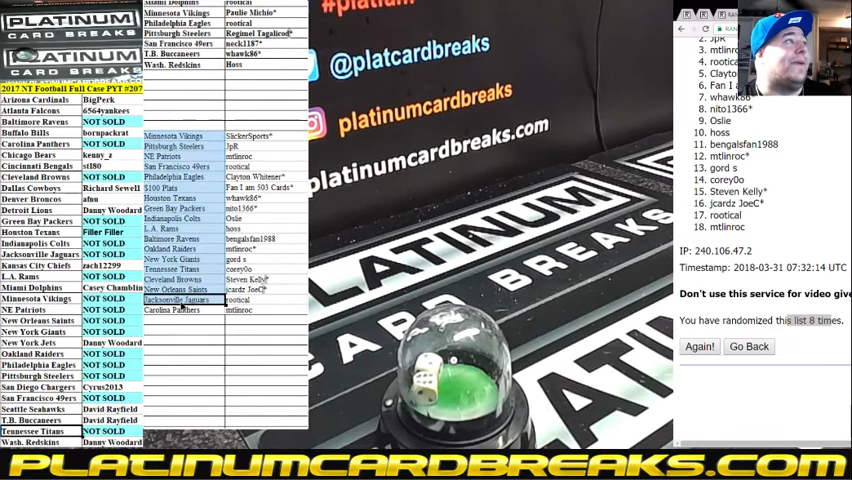 PLATINUM
CARD BREAKS
PLATINUM
CARD BREAKS
2017 NT Football Full Case PYT #207
Arizona Cardinals BigPerk
Atlanta Falcons 6564yankees
Baltimore Ravens NOT SOLD
Buffalo Bills bornpackrat
Carolina Panthers NOT SOLD
Chicago Bears kenny_z
Cincinnati Bengals st180
Cleveland Browns NOT SOLD
Dallas Cowboys Richard Sewell
Denver Broncos afnu
Detroit Lions Danny Woodard
Green Bay Packers NOT SOLD
Houston Texans Filler Filler
Indianapolis Colts NOT SOLD
Jacksonville Jaguars NOT SOLD
Kansas City Chiefs zach12299
L.A. Rams NOT SOLD
Miami Dolphins Casey Chamblin
Minnesota Vikings NOT SOLD
NE Patriots NOT SOLD
New Orleans Saints NOT SOLD
New York Giants NOT SOLD
New York Jets Danny Woodard
Oakland Raiders NOT SOLD
Philadelphia Eagles NOT SOLD
Pittsburgh Steelers NOT SOLD
San Diego Chargers Cyrus2013
San Francisco 49ers NOT SOLD
Seattle Seahawks David Rayfield
T.B. Buccaneers David Rayfield
Tennessee Titans NOT SOLD
Wash. Redskins Danny Woodard
Miami Dolphins rootical
Minnesota Vikings Paulie Michio*
Philadelphia Eagles rootical
Pittsburgh Steelers Regimel Tagalicod*
San Francisco 49ers neck1187*
T.B. Buccaneers whawk86*
Wash. Redskins Hoss
Minnesota Vikings SlickerSports*
Pittsburgh Steelers JpR
NE Patriots mtlinroc
San Francisco 49ers rootical
Philadelphia Eagles Clayton Whitener*
$100 Plats Fan I am 503 Cards*
Houston Texans whawk86*
Green Bay Packers nito1366*
Indianapolis Colts Oslie
L.A. Rams hoss
Baltimore Ravens bengalsfan1988
Oakland Raiders mtlinroc*
New York Giants gord s
Tennessee Titans corey0o
Cleveland Browns Steven Kelly*
New Orleans Saints jcardz JoeC*
Jacksonville Jaguars rootical
Carolina Panthers mtlinroc
#platinum
@platcardbreaks
platinumcardbreaks
platinumcardbreaks.com
PLATINUM
CARD BREAKS
2. JpR
3. mtlinroc
4. rootical
5. Clayto
6. Fan I a
7. whawk86*
8. nito1366*
9. Oslie
10. hoss
11. bengalsfan1988
12. mtlinroc*
13. gord s
14. corey0o
15. Steven Kelly*
16. jcardz JoeC*
17. rootical
18. mtlinroc
IP: 240.106.47.2
Timestamp: 2018-03-31 07:32:14 UTC
Don't use this service for video give
You have randomized this list 8 times.
Again! Go Back
PLATINUMCARDBREAKS.COM